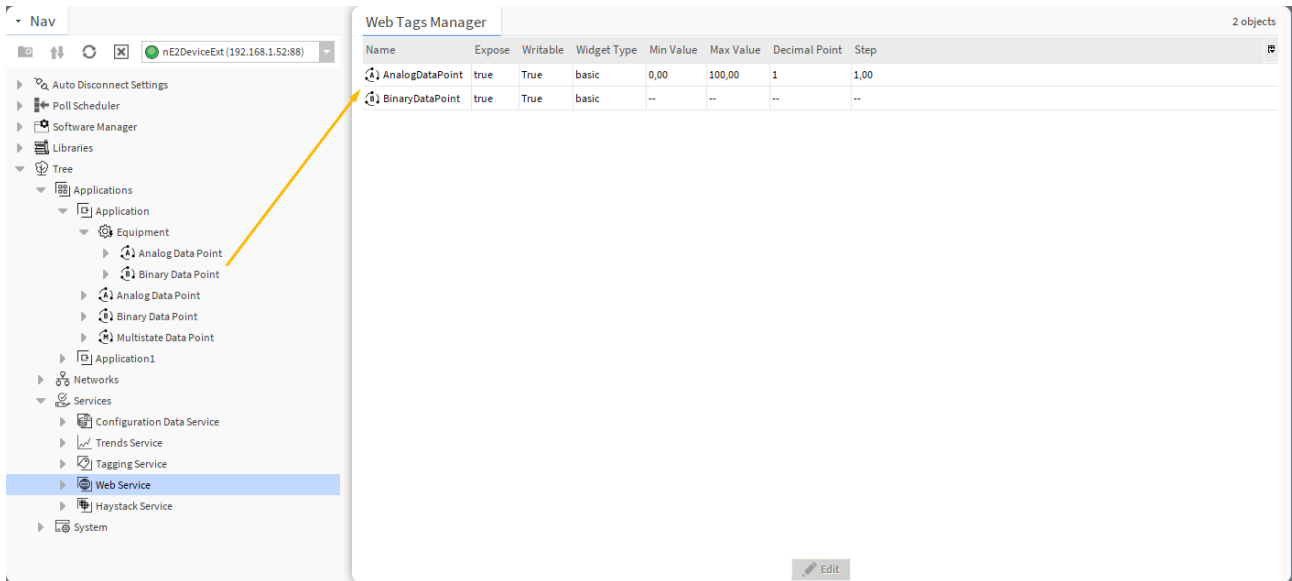 Nav
nE2DeviceExt (192.168.1.52:88)
Auto Disconnect Settings
Poll Scheduler
Software Manager
Libraries
Tree
Applications
Application
Equipment
Analog Data Point
Binary Data Point
Analog Data Point
Binary Data Point
Multistate Data Point
Application1
Networks
Services
Configuration Data Service
Trends Service
Tagging Service
Web Service
Haystack Service
System
Web Tags Manager 2 objects
Name Expose Writable Widget Type Min Value Max Value Decimal Point Step
AnalogDataPoint true True basic 0,00 100,00 1 1,00
BinaryDataPoint true True basic -- -- -- --
Edit